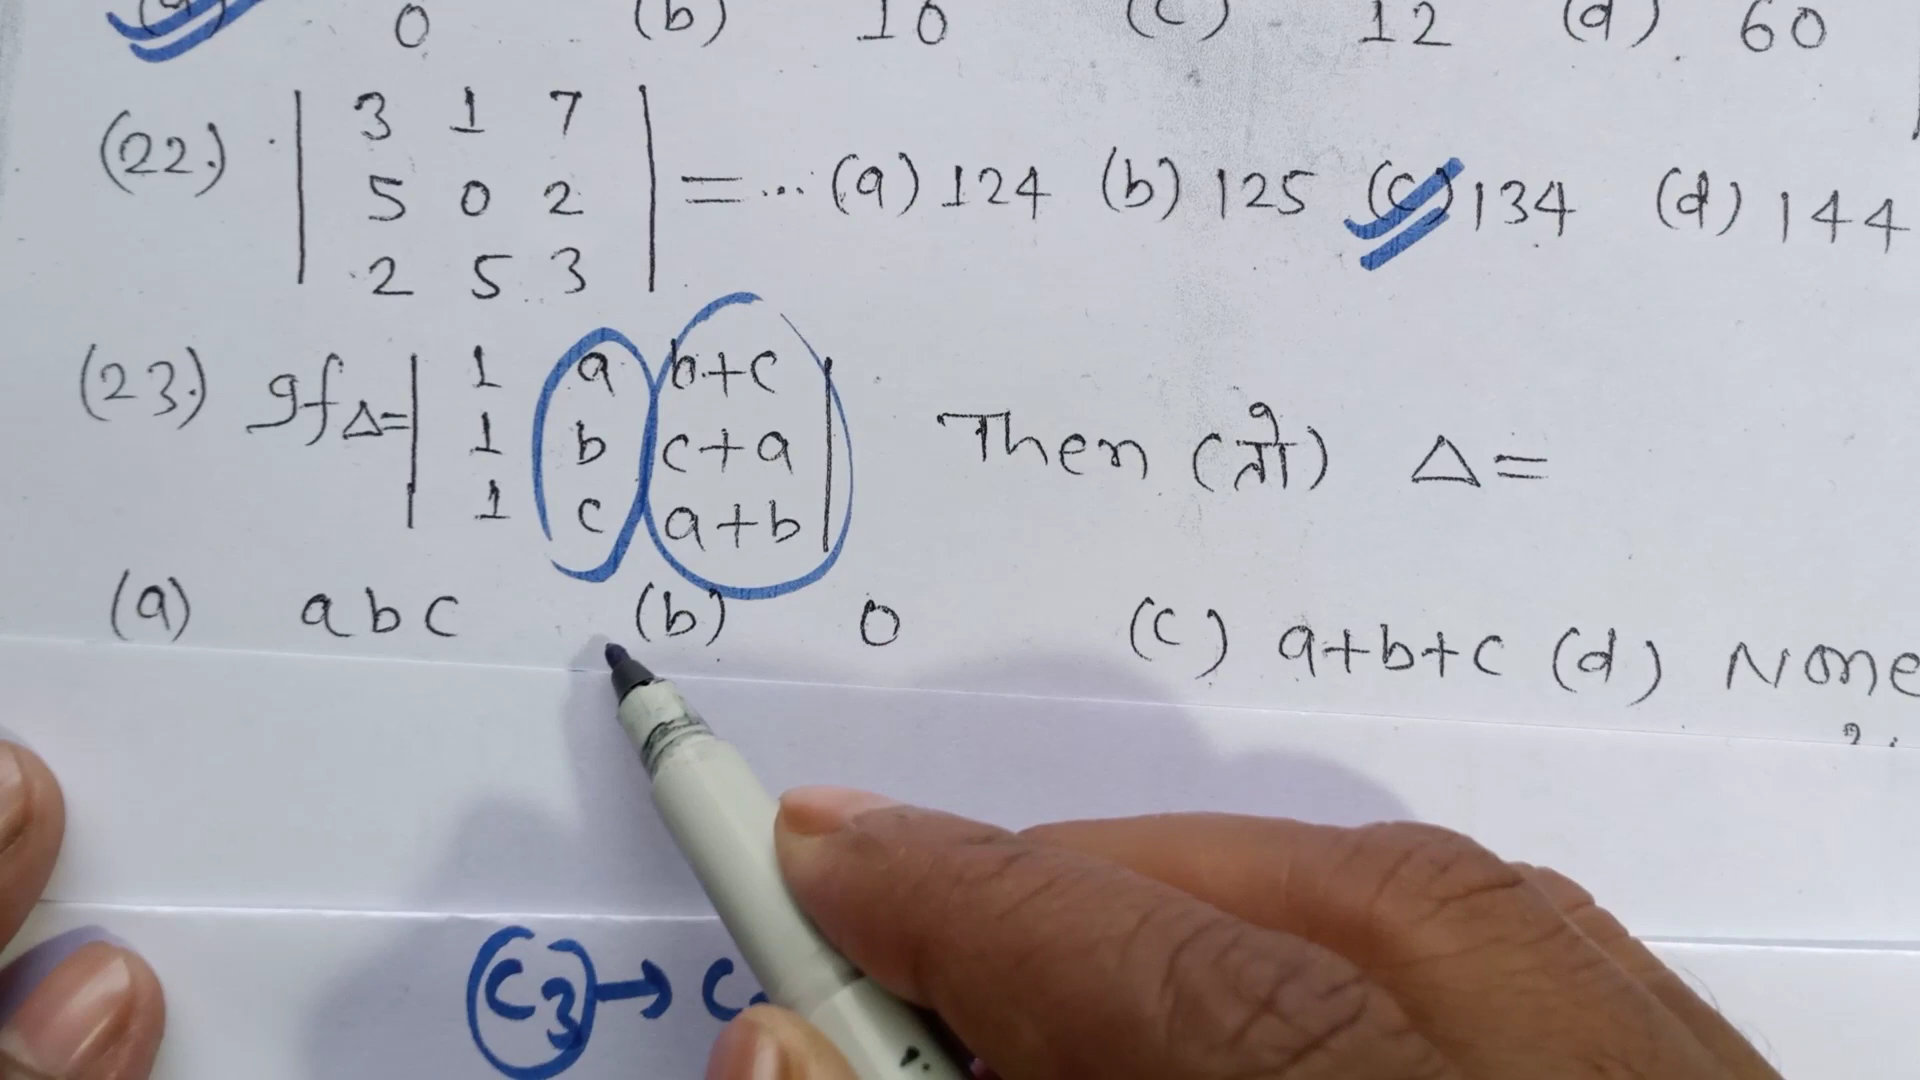 (a) 0 (b) 10 (c) 12 (d) 60
(22.) | 3 1 7 | = ... (a) 124 (b) 125 (c) 134 (d) 144
5 0 2
2 5 3
(23.) If Δ= | 1 a b+c | Then (तो) Δ=
1 b c+a
1 c a+b
(a) abc (b) 0 (c) a+b+c (d) None
C3 → C